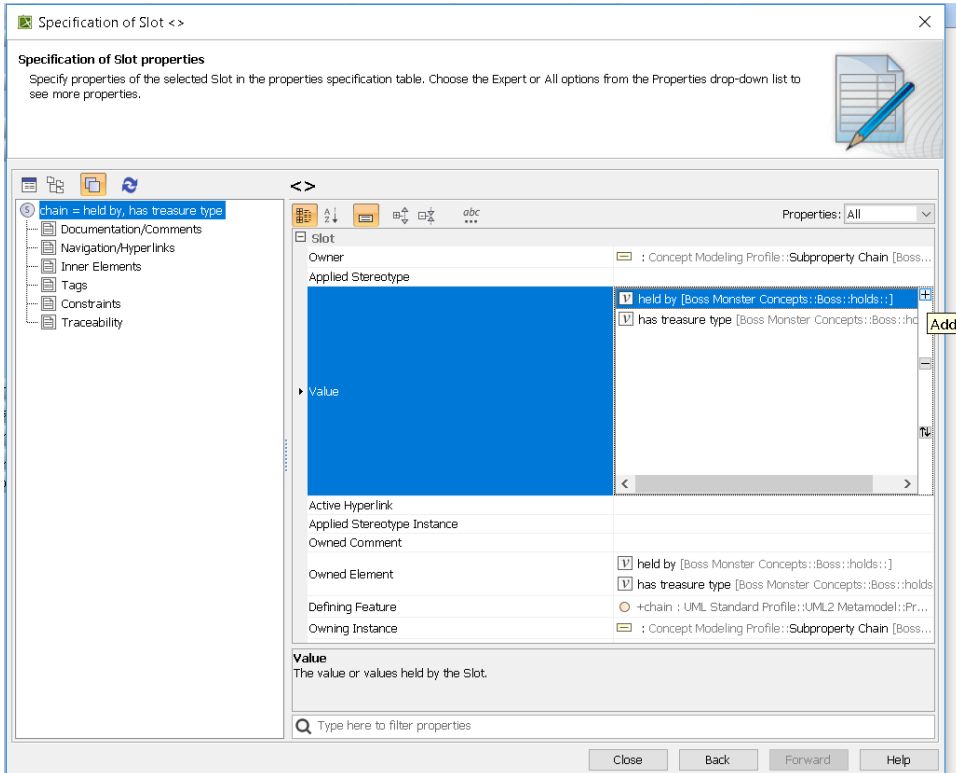 Specification of Slot <>
Specification of Slot properties
Specify properties of the selected Slot in the properties specification table. Choose the Expert or All options from the Properties drop-down list to
see more properties.
<>
chain = held by, has treasure type
Documentation/Comments
Navigation/Hyperlinks
Inner Elements
Tags
Constraints
Traceability
Properties: All
Slot
Owner : Concept Modeling Profile::Subproperty Chain [Boss...
Applied Stereotype
Value
held by [Boss Monster Concepts::Boss::holds::]
has treasure type [Boss Monster Concepts::Boss::ho
Add
Active Hyperlink
Applied Stereotype Instance
Owned Comment
Owned Element
held by [Boss Monster Concepts::Boss::holds::]
has treasure type [Boss Monster Concepts::Boss::holds
Defining Feature +chain : UML Standard Profile::UML2 Metamodel::Pr...
Owning Instance : Concept Modeling Profile::Subproperty Chain [Boss...
Value
The value or values held by the Slot.
Type here to filter properties
Close Back Forward Help